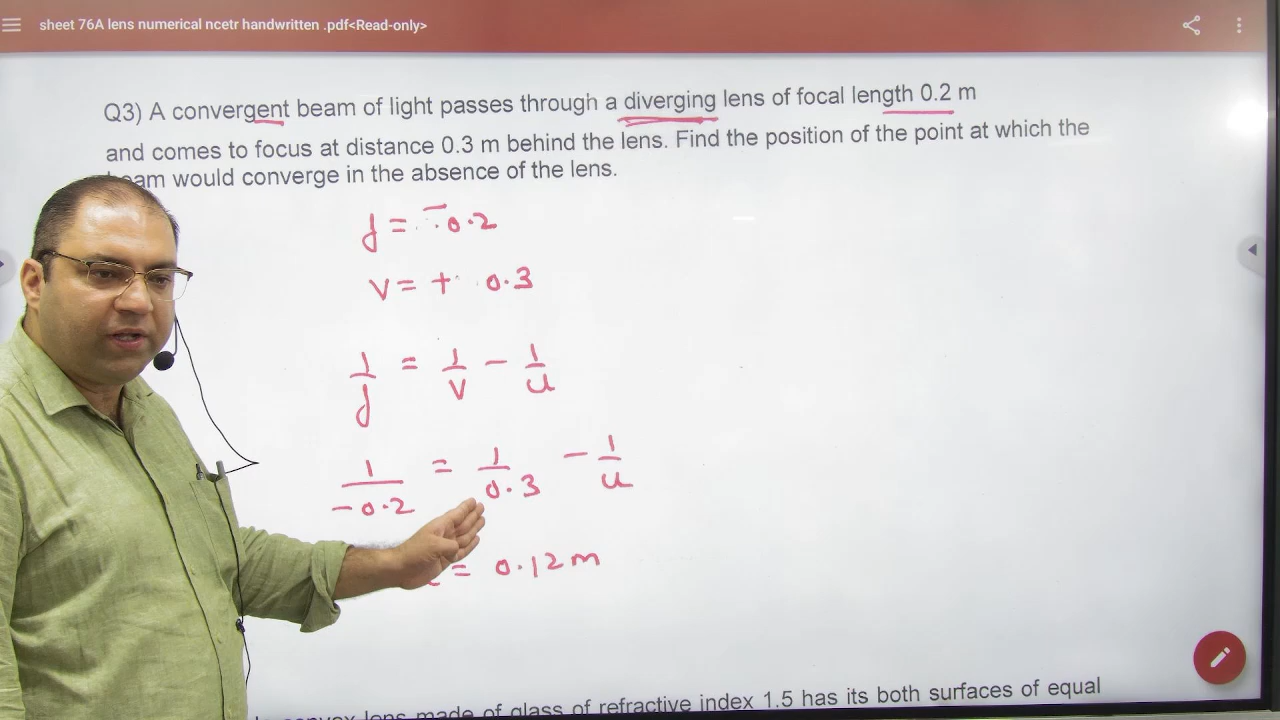 sheet 76A lens numerical ncetr handwritten .pdf<Read-only>
Q3) A convergent beam of light passes through a diverging lens of focal length 0.2 m
and comes to focus at distance 0.3 m behind the lens. Find the position of the point at which the
beam would converge in the absence of the lens.
f = -0.2
v = + 0.3
1/f = 1/v - 1/u
1/-0.2 = 1/0.3 - 1/u
= 0.12m
convex lens made of glass of refractive index 1.5 has its both surfaces of equal